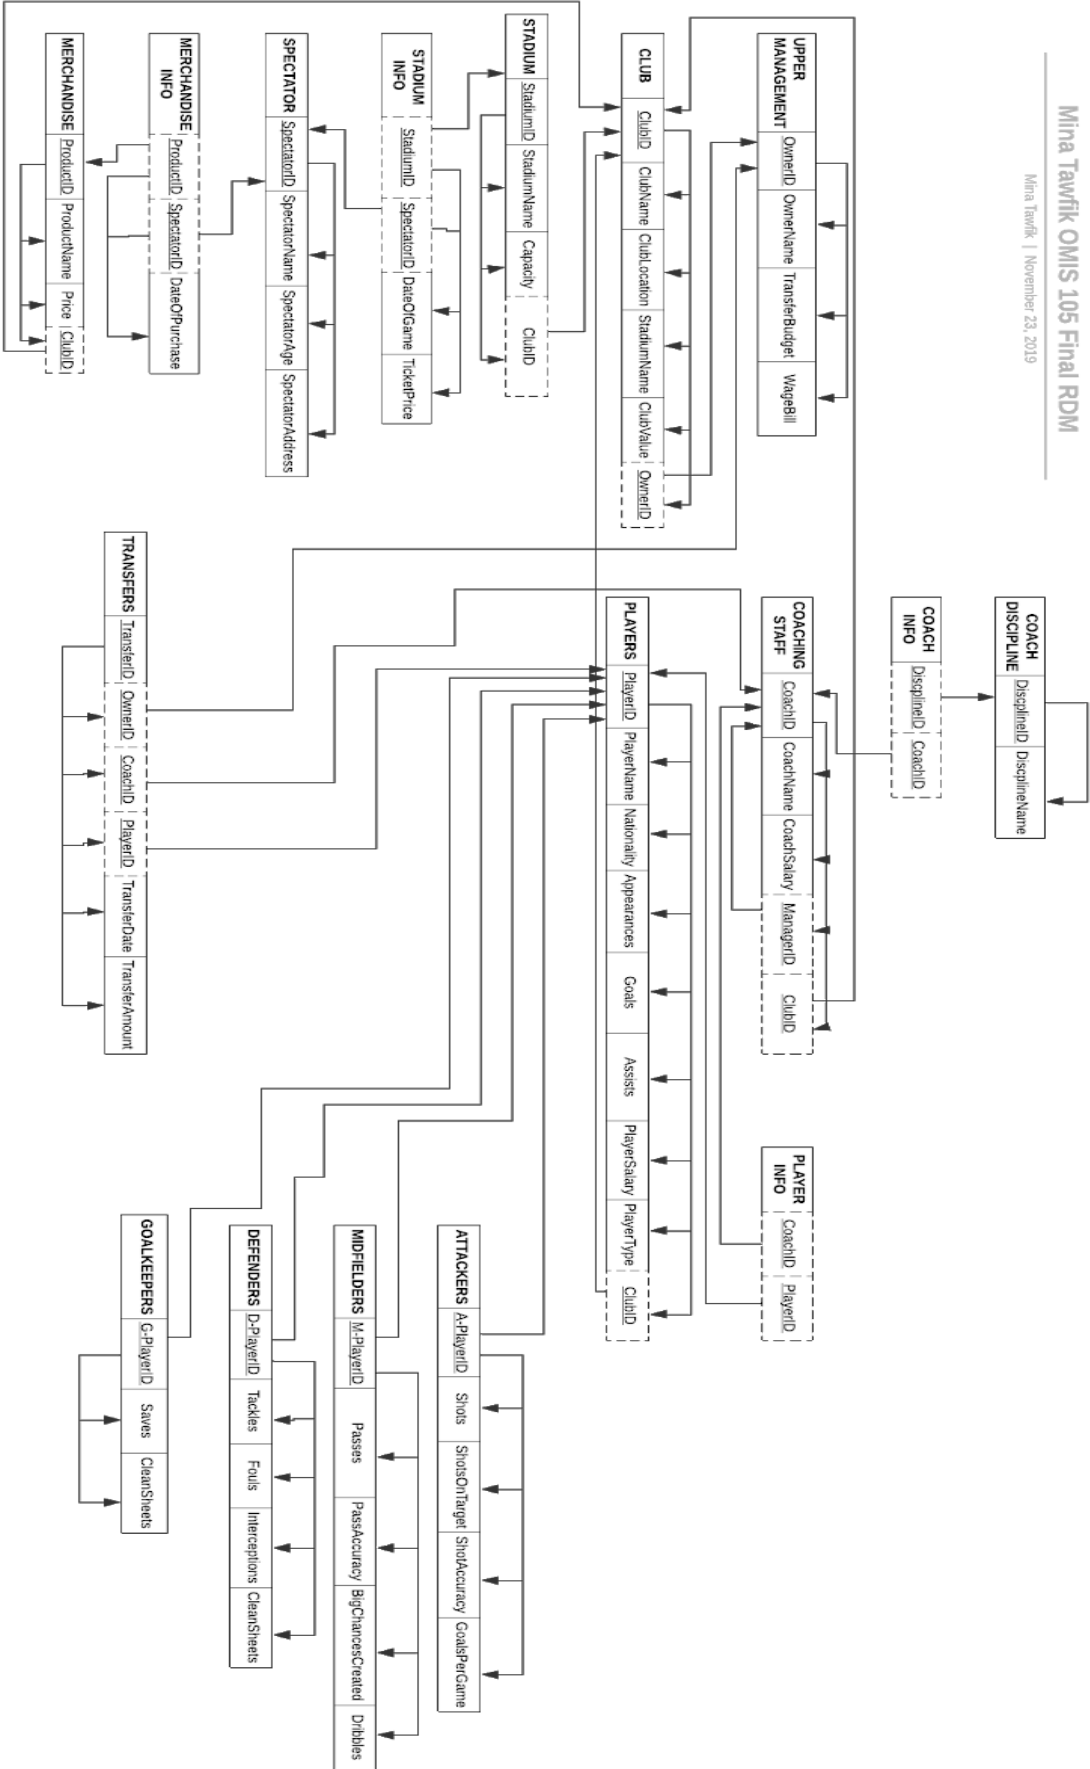 Mina Tawfik OMIS 105 Final RDM
Mina Tawfik | November 23, 2019
UPPER
MANAGEMENT
OwnerID
OwnerName
TransferBudget
WageBill
CLUB
ClubID
ClubName
ClubLocation
StadiumName
ClubValue
OwnerID
STADIUM
StadiumID
StadiumName
Capacity
ClubID
STADIUM
INFO
StadiumID
SpectatorID
DateOfGame
TicketPrice
SPECTATOR
SpectatorID
SpectatorName
SpectatorAge
SpectatorAddress
MERCHANDISE
INFO
ProductID
SpectatorID
DateOfPurchase
MERCHANDISE
ProductID
ProductName
Price
ClubID
COACH
DISCIPLINE
DiscplineID
DiscplineName
COACH
INFO
DiscplineID
CoachID
COACHING
STAFF
CoachID
CoachName
CoachSalary
ManagerID
ClubID
PLAYER
INFO
CoachID
PlayerID
PLAYERS
PlayerID
PlayerName
Nationality
Appearances
Goals
Assists
PlayerSalary
PlayerType
ClubID
TRANSFERS
TransferID
OwnerID
CoachID
PlayerID
TransferDate
TransferAmount
ATTACKERS
A-PlayerID
Shots
ShotsOnTarget
ShotAccuracy
GoalsPerGame
MIDFIELDERS
M-PlayerID
Passes
PassAccuracy
BigChancesCreated
Dribbles
DEFENDERS
D-PlayerID
Tackles
Fouls
Interceptions
CleanSheets
GOALKEEPERS
G-PlayerID
Saves
CleanSheets